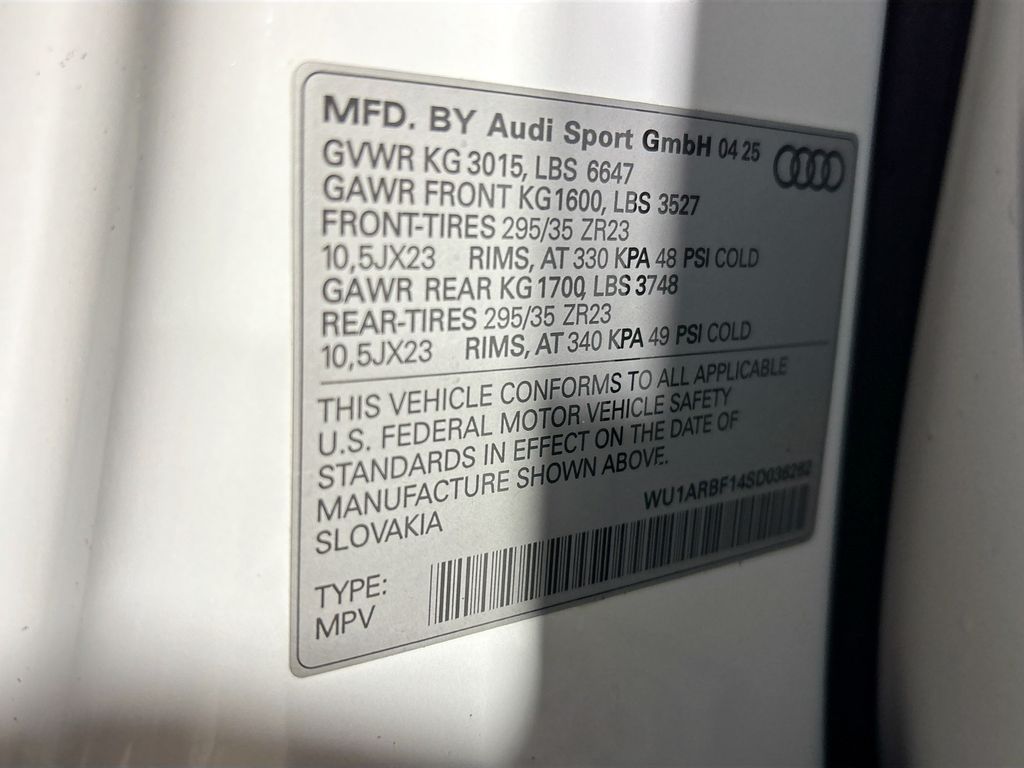 MFD. BY Audi Sport GmbH 04 25
GVWR KG 3015, LBS 6647
GAWR FRONT KG1600, LBS 3527
FRONT-TIRES 295/35 ZR23
10,5JX23 RIMS, AT 330 KPA 48 PSI COLD
GAWR REAR KG1700, LBS 3748
REAR-TIRES 295/35 ZR23
10,5JX23 RIMS, AT 340 KPA 49 PSI COLD
THIS VEHICLE CONFORMS TO ALL APPLICABLE
U.S. FEDERAL MOTOR VEHICLE SAFETY
STANDARDS IN EFFECT ON THE DATE OF
MANUFACTURE SHOWN ABOVE.
SLOVAKIA
TYPE:
MPV